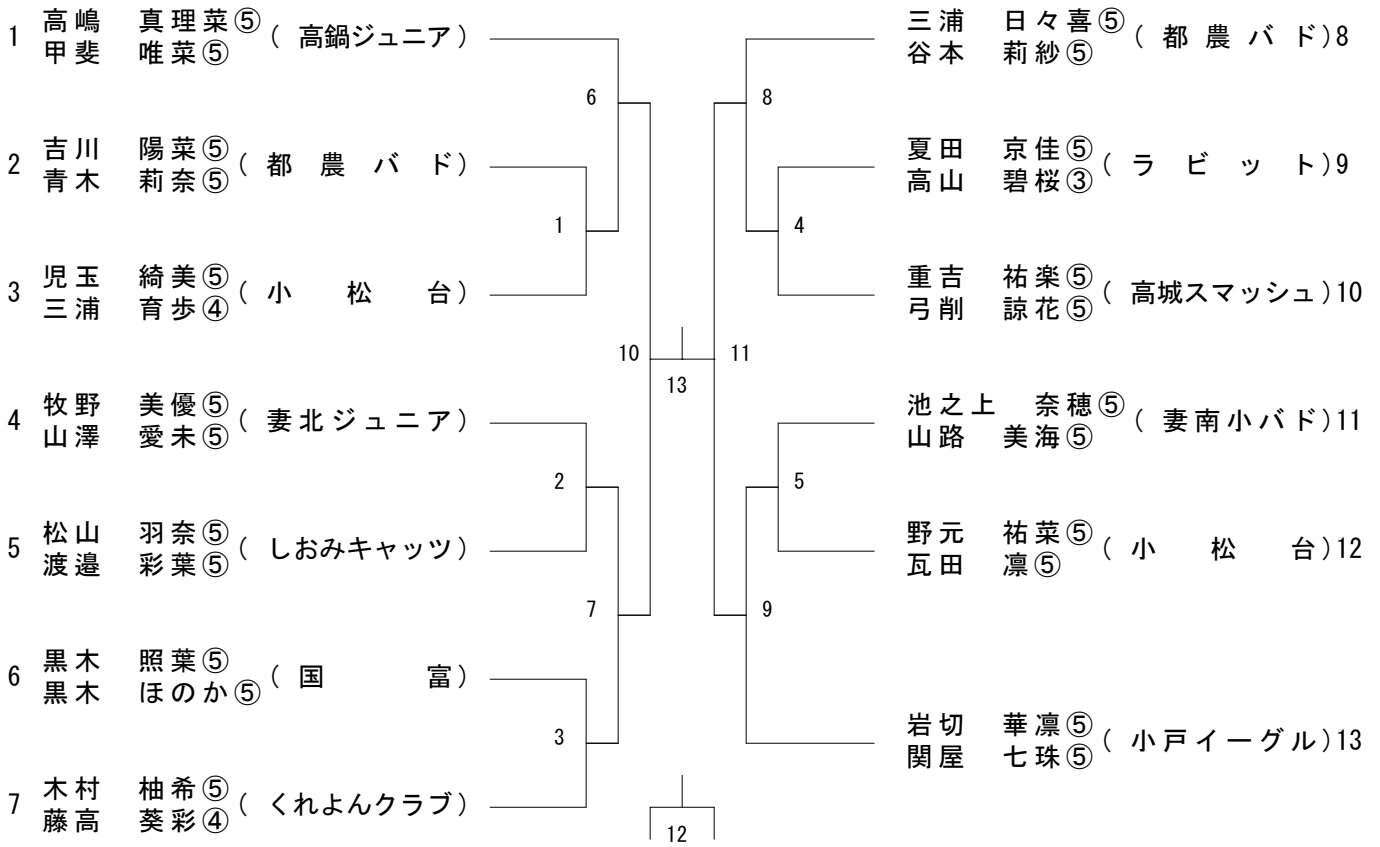 1 高嶋 真理菜⑤ ( 高鍋ジュニア )
甲斐 唯菜⑤
2 吉川 陽菜⑤ ( 都農バド )
青木 莉奈⑤
3 児玉 綺美⑤ ( 小松台 )
三浦 育歩④
4 牧野 美優⑤ ( 妻北ジュニア )
山澤 愛未⑤
5 松山 羽奈⑤ ( しおみキャッツ )
渡邉 彩葉⑤
6 黒木 照葉⑤ ( 国富 )
黒木 ほのか⑤
7 木村 柚希⑤ ( くれよんクラブ )
藤高 葵彩④
6
1
10
2
7
3
13
12
11
8
4
5
9
三浦 日々喜⑤ ( 都農バド ) 8
谷本 莉紗⑤
夏田 京佳⑤ ( ラビット ) 9
高山 碧桜③
重吉 祐楽⑤ ( 高城スマッシュ ) 10
弓削 諒花⑤
池之上 奈穂⑤ ( 妻南小バド ) 11
山路 美海⑤
野元 祐菜⑤ ( 小松台 ) 12
瓦田 凛⑤
岩切 華凛⑤ ( 小戸イーグル ) 13
関屋 七珠⑤